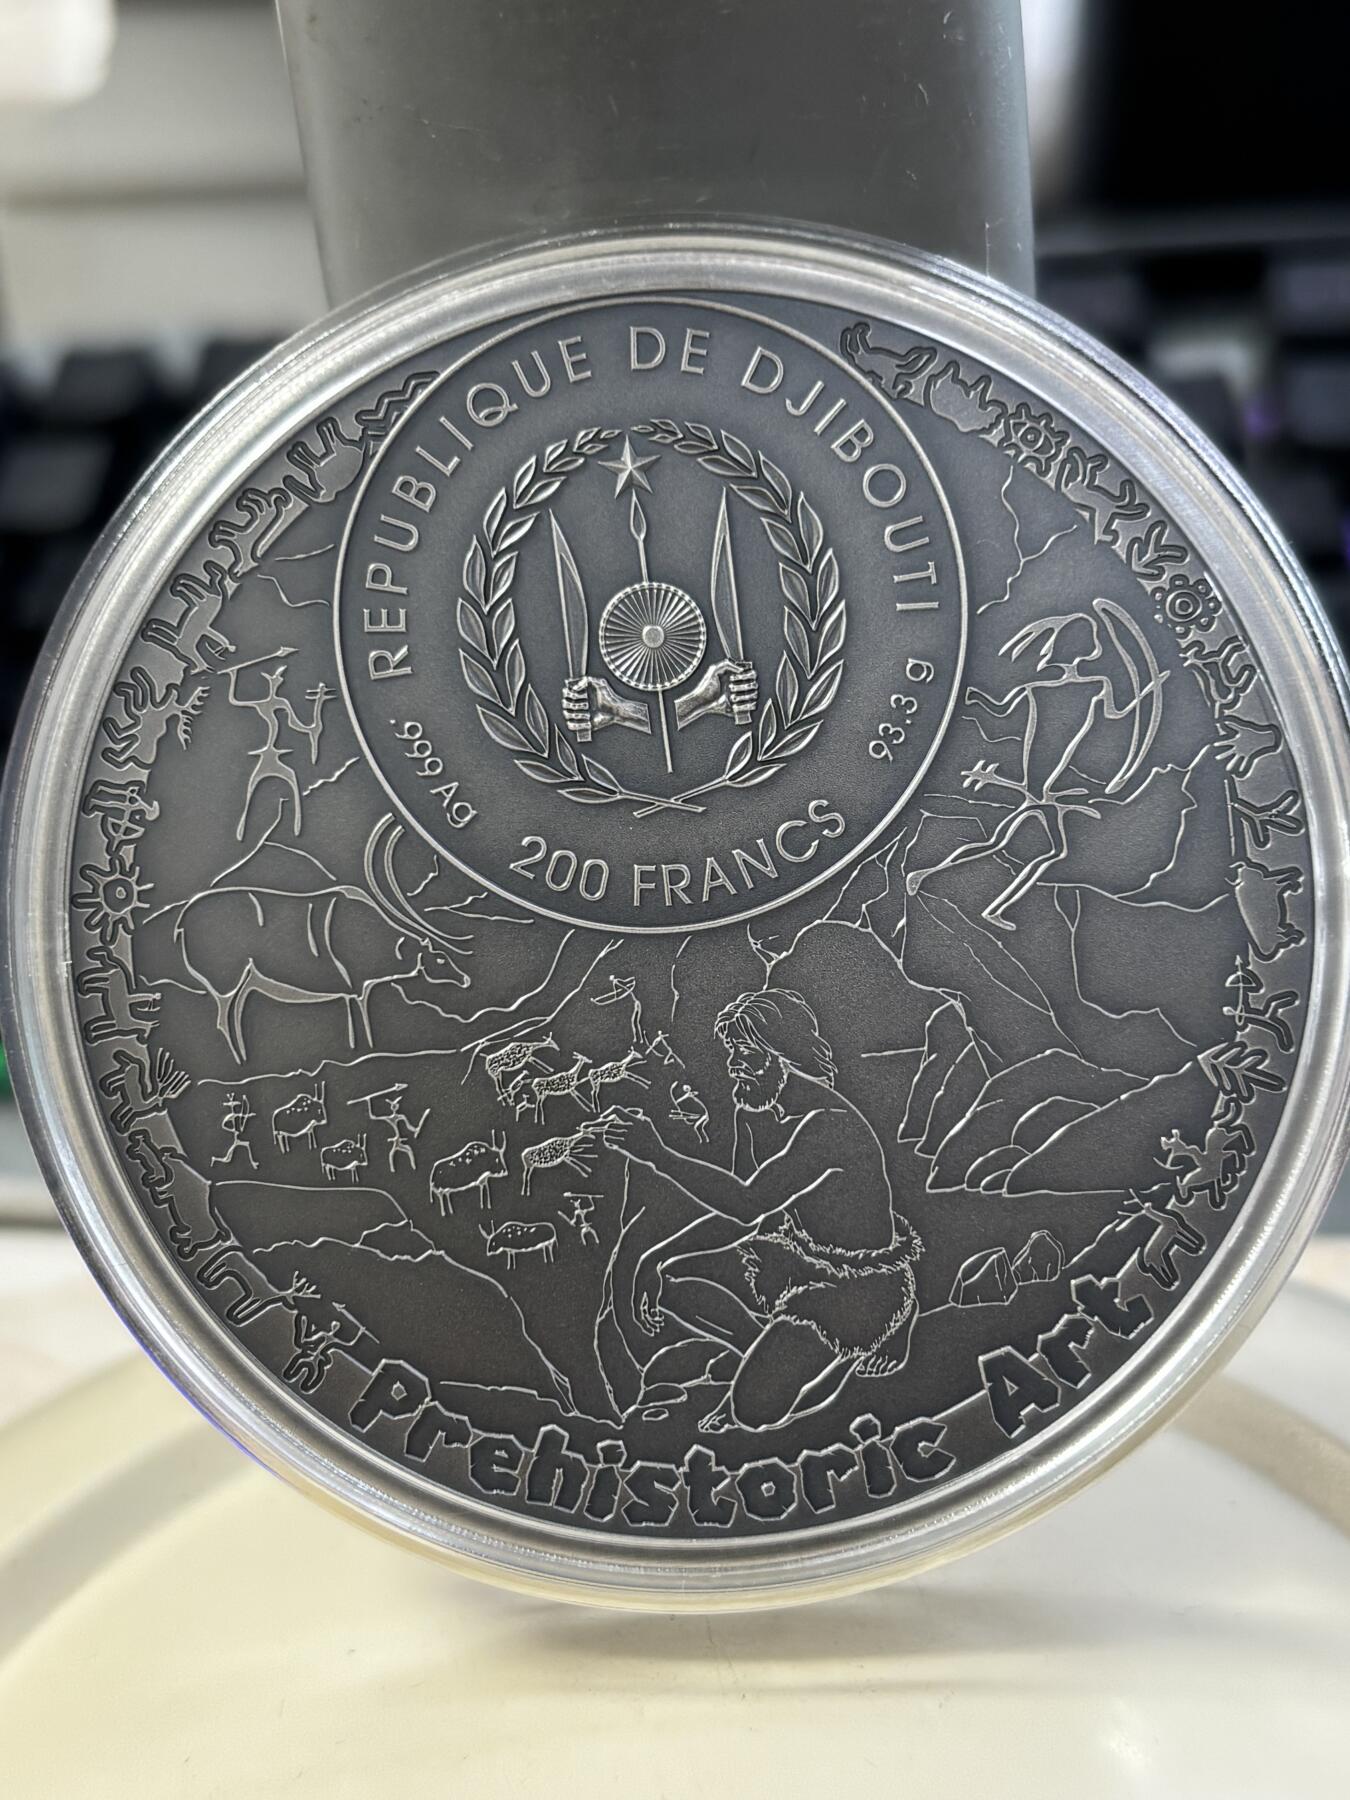 REPUBLIQUE DE DJIBOUTI
.999 Ag
93.3 g
200 FRANCS
Prehistoric Art